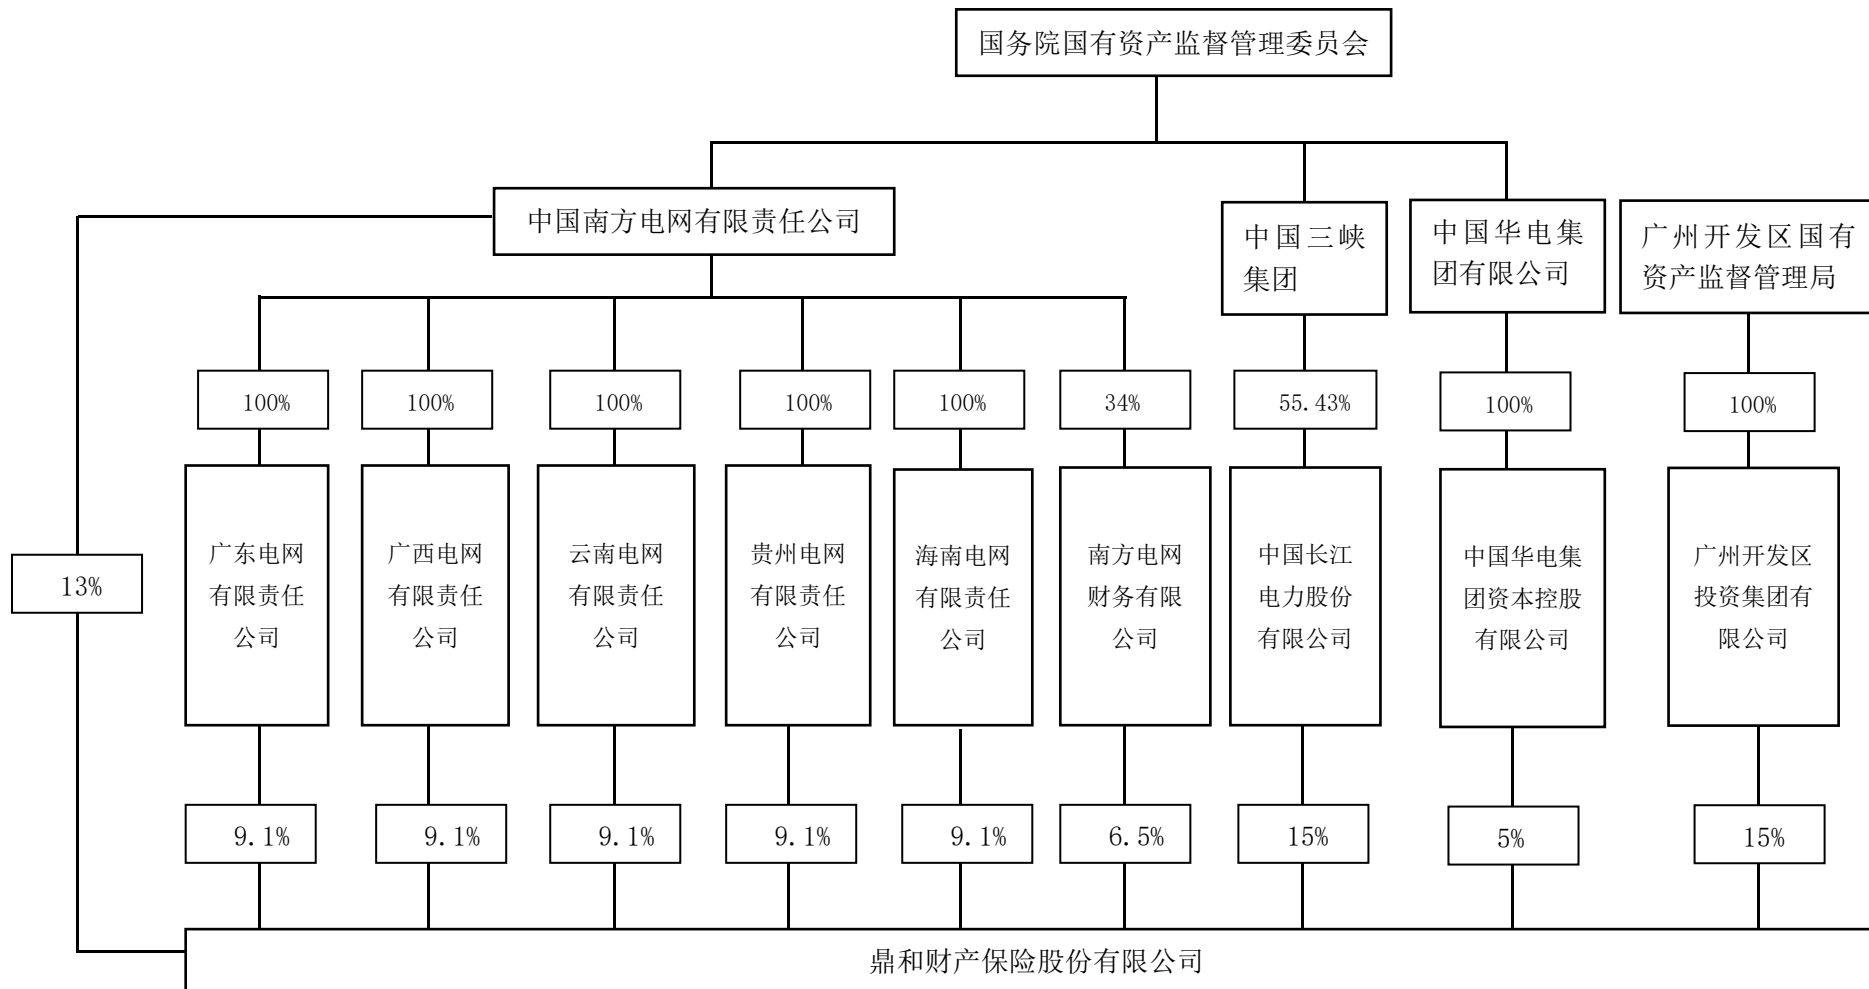 国务院国有资产监督管理委员会
中国南方电网有限责任公司
中国三峡
集团
中国华电集
团有限公司
广州开发区国有
资产监督管理局
100%
100%
100%
100%
100%
34%
55.43%
100%
100%
13%
广东电网
有限责任
公司
广西电网
有限责任
公司
云南电网
有限责任
公司
贵州电网
有限责任
公司
海南电网
有限责任
公司
南方电网
财务有限
公司
中国长江
电力股份
有限公司
中国华电集
团资本控股
有限公司
广州开发区
投资集团有
限公司
9.1%
9.1%
9.1%
9.1%
9.1%
6.5%
15%
5%
15%
鼎和财产保险股份有限公司